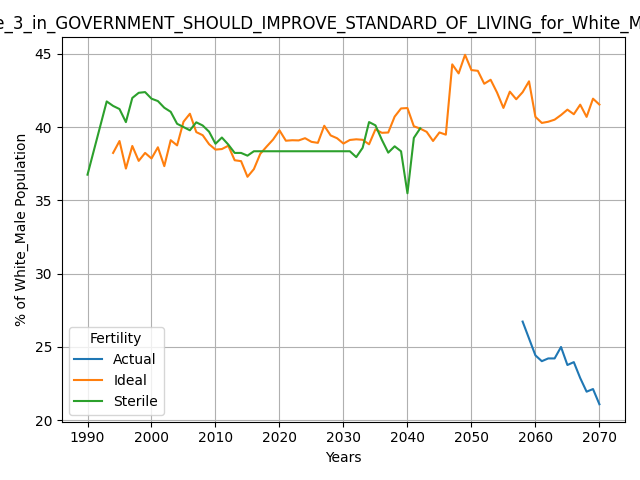 e_3_in_GOVERNMENT_SHOULD_IMPROVE_STANDARD_OF_LIVING_for_White_M
45
40
35
30
25
20
% of White_Male Population
Fertility
Actual
Ideal
Sterile
1990 2000 2010 2020 2030 2040 2050 2060 2070
Years